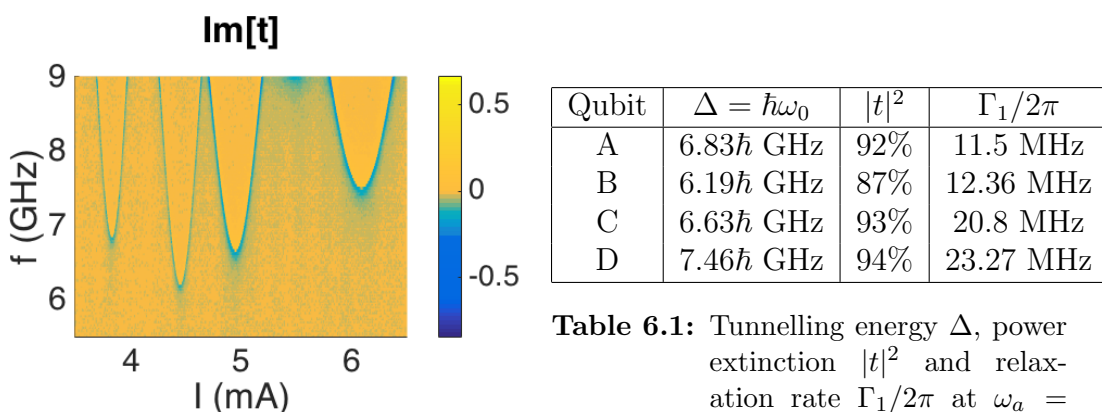 Im[t]
9
8
7
6
f (GHz)
4 5 6
I (mA)
0.5
0
-0.5
Qubit Δ = ℏω₀ |t|² Γ₁/2π
A 6.83ℏ GHz 92% 11.5 MHz
B 6.19ℏ GHz 87% 12.36 MHz
C 6.63ℏ GHz 93% 20.8 MHz
D 7.46ℏ GHz 94% 23.27 MHz
Table 6.1: Tunnelling energy Δ, power
extinction |t|² and relax-
ation rate Γ₁/2π at ωₐ =